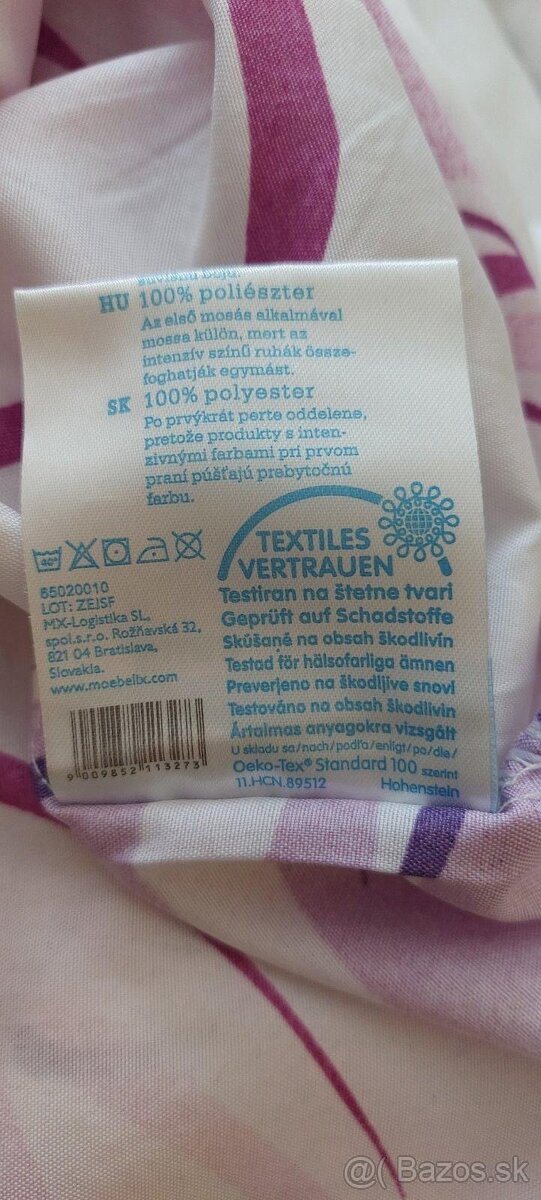 HU 100% poliészter
Az első mosás alkalmával
mossa külön, mert az
intenzív színű ruhák össze-
foghatják egymást.
SK 100% polyester
Po prvýkrát perte oddelene,
pretože produkty s inten-
zivnými farbami pri prvom
praní púšťajú prebytočnú
farbu.
40°
65020010
LOT: ZEJSF
MX-Logistika SL,
spol.s.r.o. Rožňavská 32,
821 04 Bratislava,
Slovakia.
www.moebelix.com
9 009852 113273
TEXTILES
VERTRAUEN
Testiran na štetne tvari
Geprüft auf Schadstoffe
Skúšané na obsah škodlivín
Testad för hälsofarliga ämnen
Preverjeno na škodljive snovi
Testováno na obsah škodlivin
Ártalmas anyagokra vizsgált
U skladu sa/nach/podľa/enligt/po/dle/
Oeko-Tex® Standard 100 szerint
11.HCN.89512 Hohenstein
@( Bazos.sk